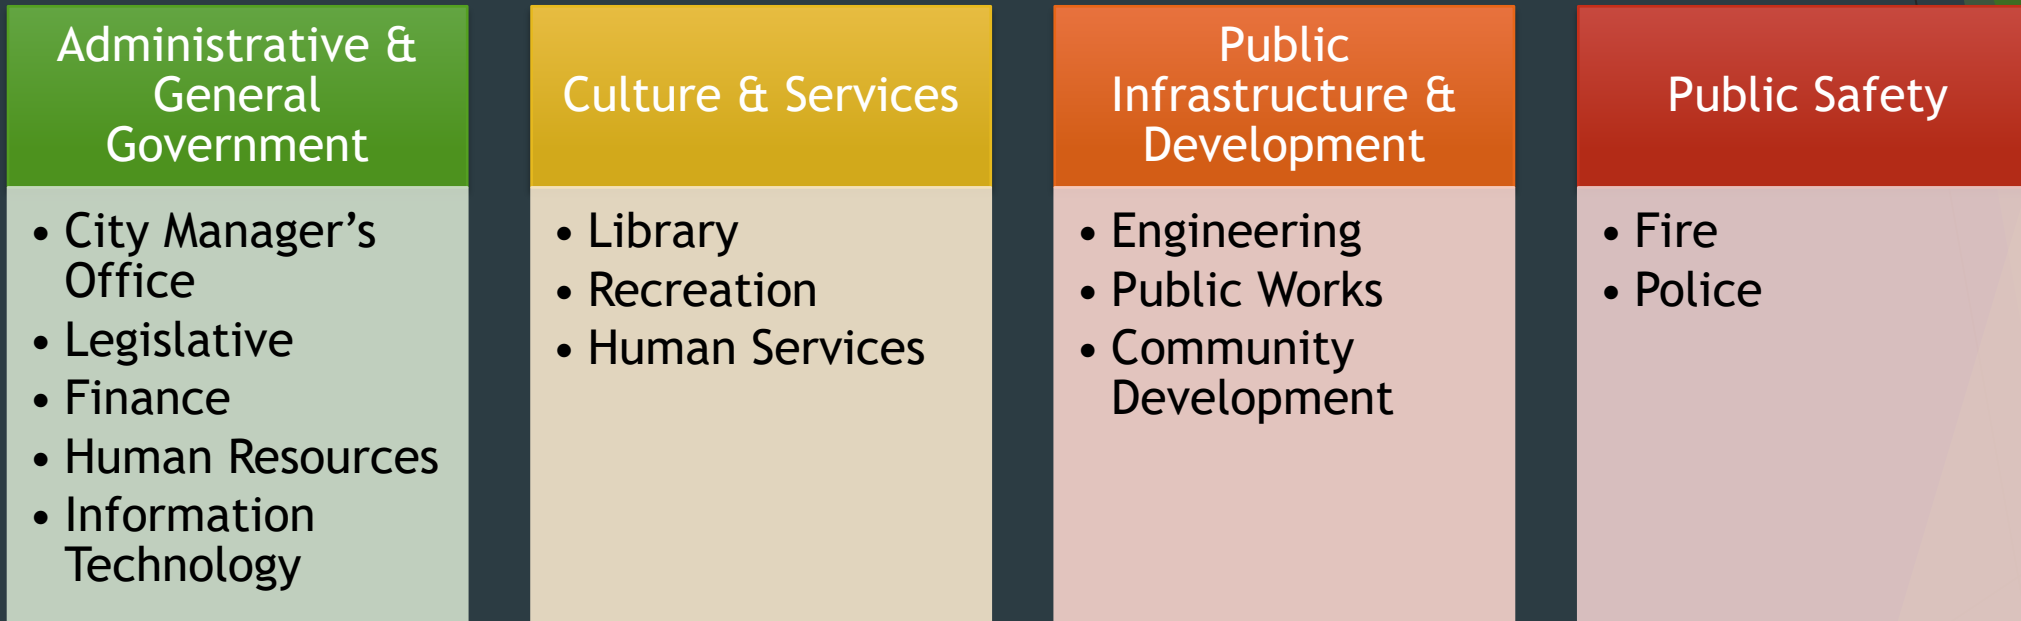 Administrative &
General
Government
• City Manager’s
Office
• Legislative
• Finance
• Human Resources
• Information
Technology
Culture & Services
• Library
• Recreation
• Human Services
Public
Infrastructure &
Development
• Engineering
• Public Works
• Community
Development
Public Safety
• Fire
• Police